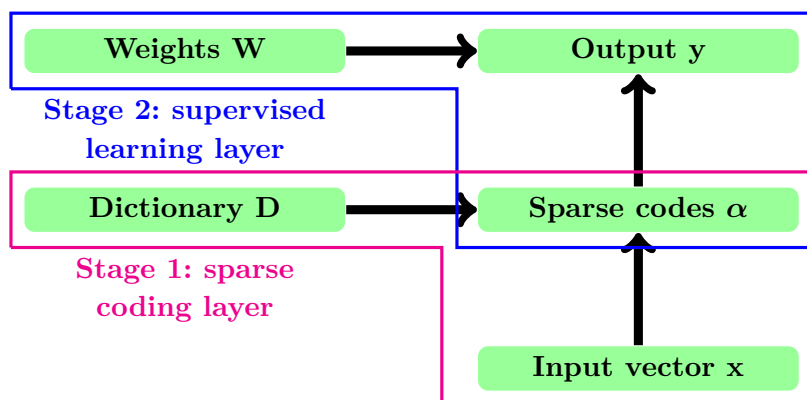 Weights W
Output y
Stage 2: supervised
learning layer
Dictionary D
Sparse codes α
Stage 1: sparse
coding layer
Input vector x